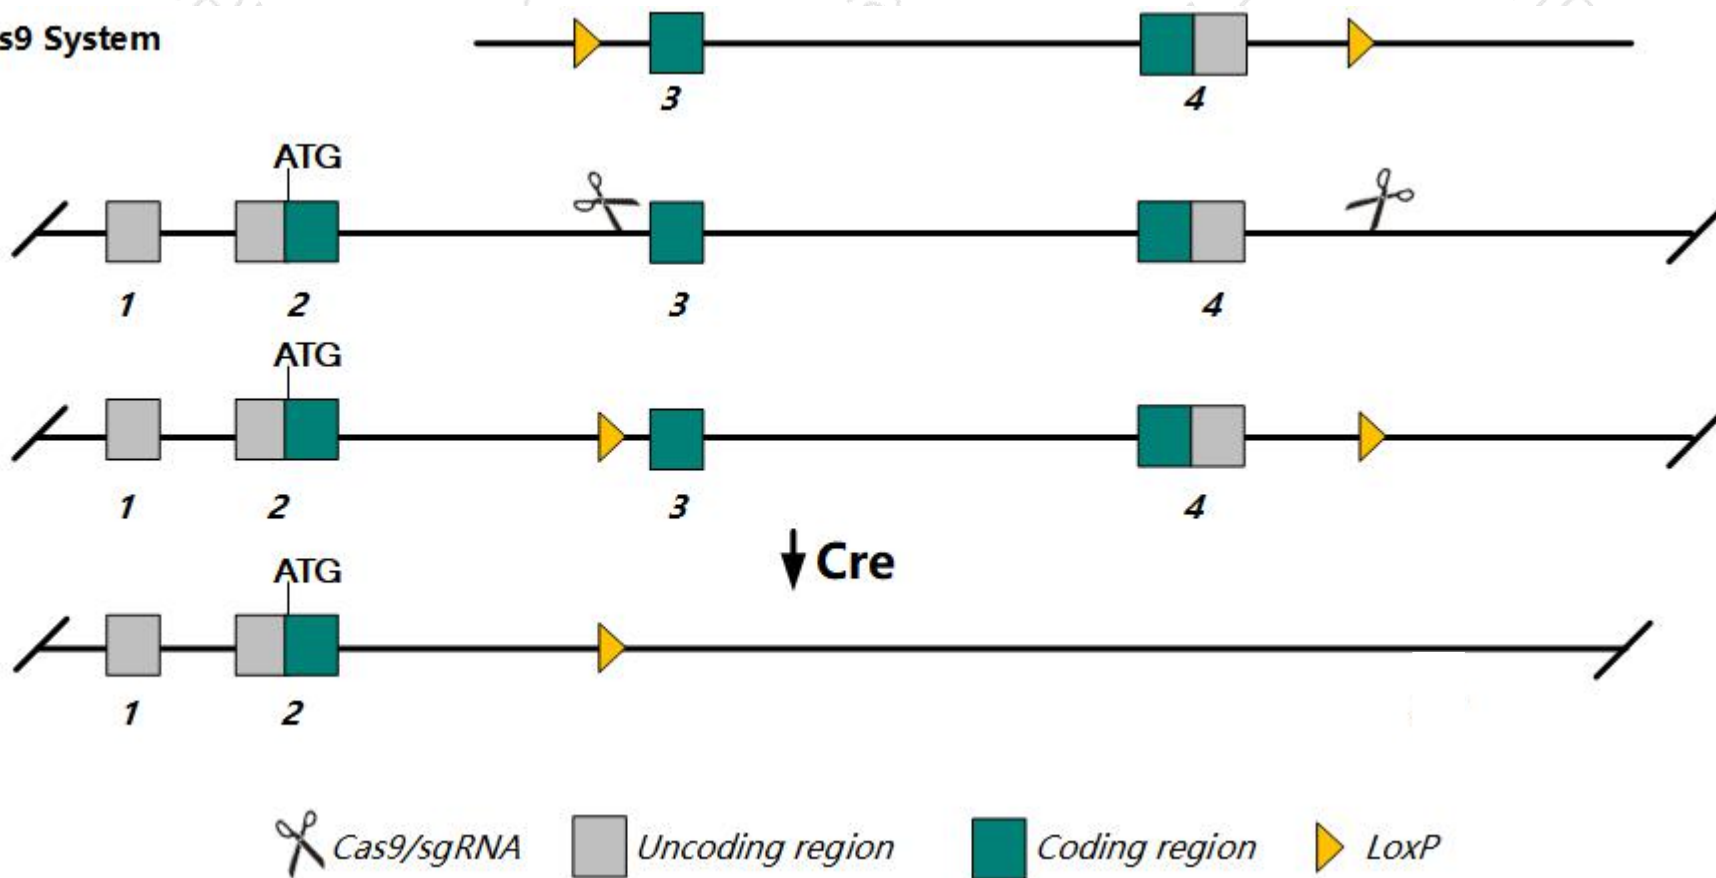 s9 System
3 4
ATG
1 2 3 4
ATG
1 2 3 4
Cre
ATG
1 2
Cas9/sgRNA Uncoding region Coding region LoxP